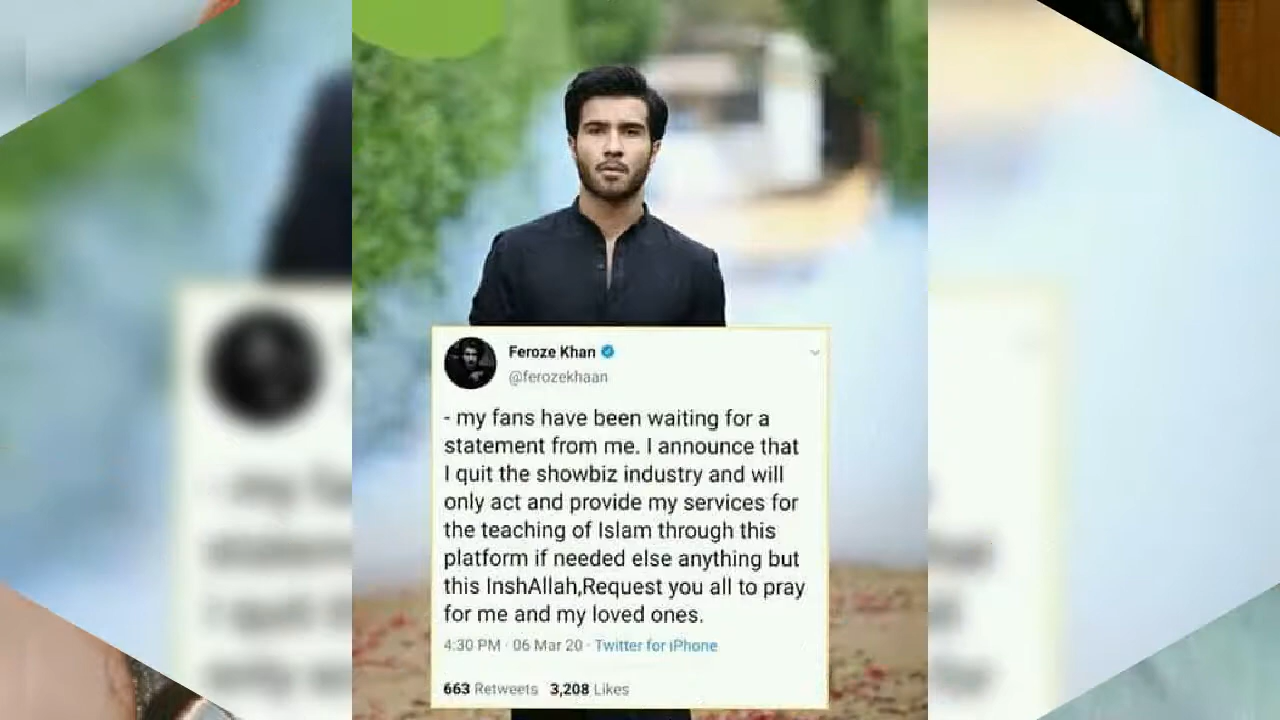 Feroze Khan
@ferozekhaan
- my fans have been waiting for a
statement from me. I announce that
I quit the showbiz industry and will
only act and provide my services for
the teaching of Islam through this
platform if needed else anything but
this InshAllah,Request you all to pray
for me and my loved ones.
4:30 PM · 06 Mar 20 · Twitter for iPhone
663 Retweets 3,208 Likes